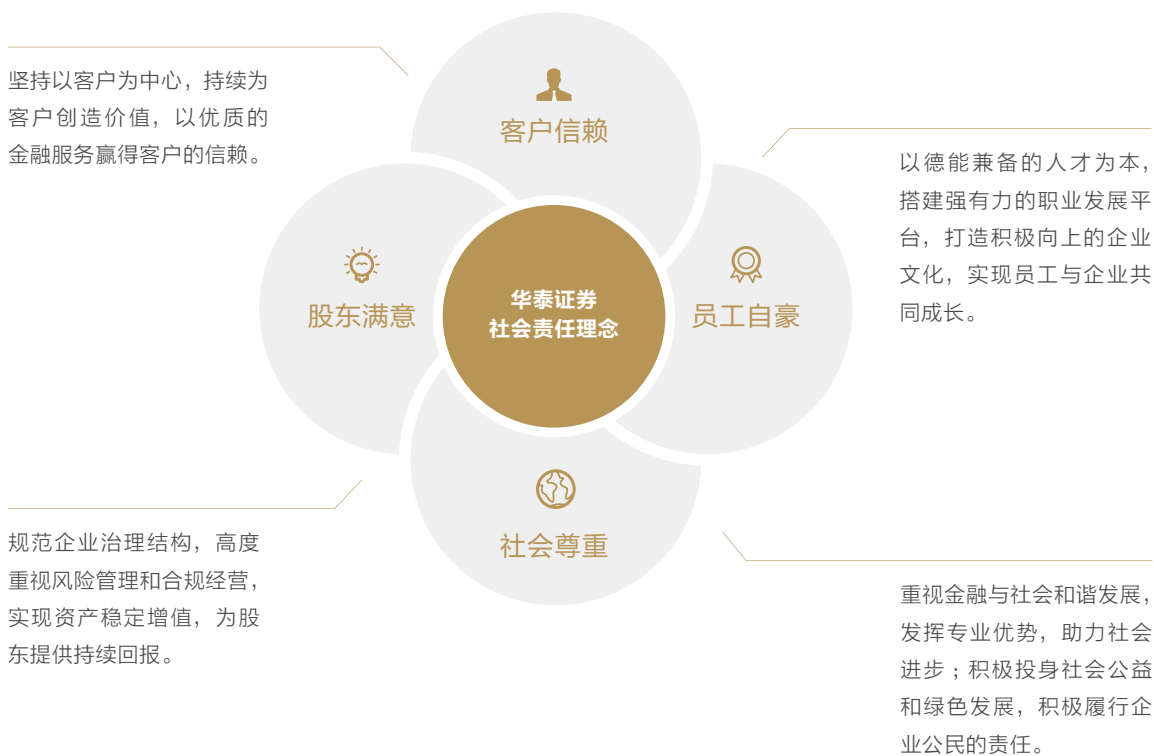 坚持以客户为中心，持续为
客户创造价值，以优质的
金融服务赢得客户的信赖。
客户信赖
以德能兼备的人才为本，
搭建强有力的职业发展平
台，打造积极向上的企业
文化，实现员工与企业共
同成长。
股东满意
华泰证券
社会责任理念
员工自豪
社会尊重
规范企业治理结构，高度
重视风险管理和合规经营，
实现资产稳定增值，为股
东提供持续回报。
重视金融与社会和谐发展，
发挥专业优势，助力社会
进步；积极投身社会公益
和绿色发展，积极履行企
业公民的责任。